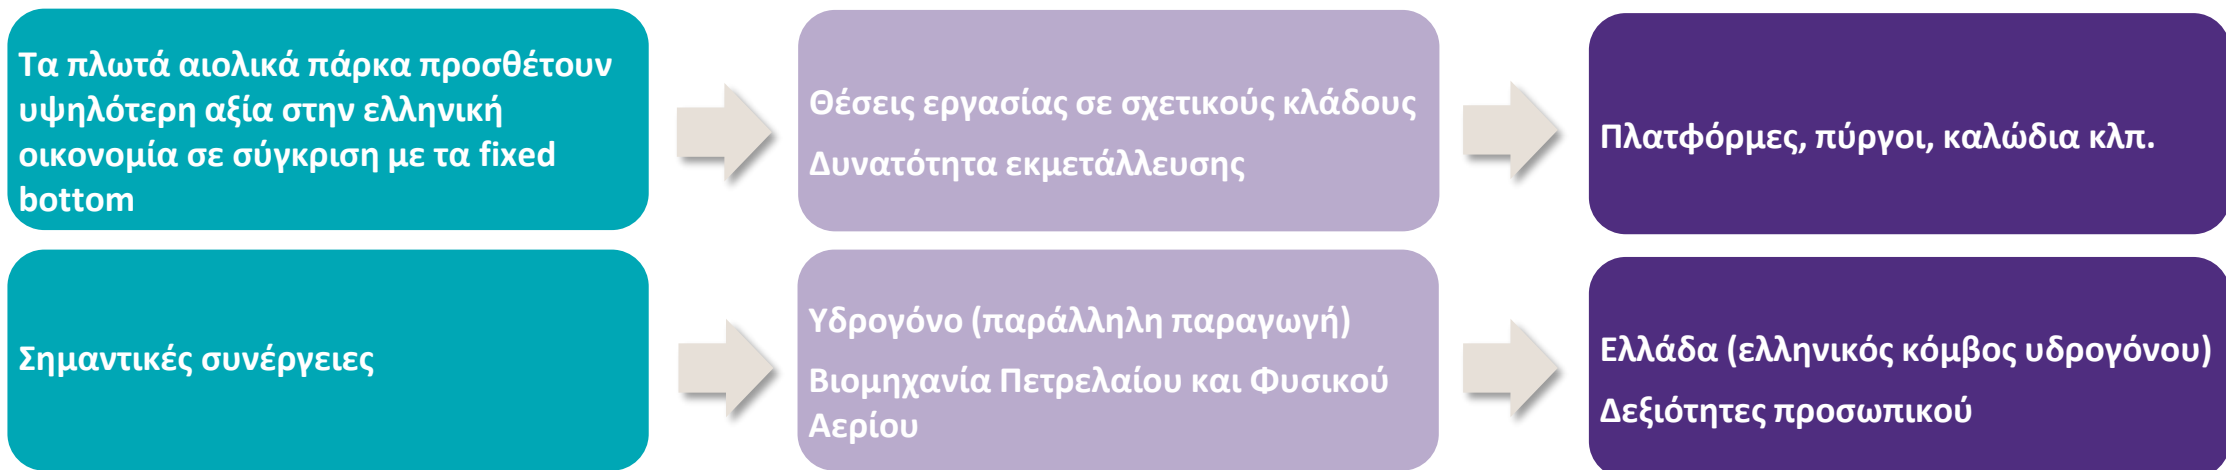 Τα πλωτά αιολικά πάρκα προσθέτουν
υψηλότερη αξία στην ελληνική
οικονομία σε σύγκριση με τα fixed
bottom
Θέσεις εργασίας σε σχετικούς κλάδους
Δυνατότητα εκμετάλλευσης
Πλατφόρμες, πύργοι, καλώδια κλπ.
Σημαντικές συνέργειες
Υδρογόνο (παράλληλη παραγωγή)
Βιομηχανία Πετρελαίου και Φυσικού
Αερίου
Ελλάδα (ελληνικός κόμβος υδρογόνου)
Δεξιότητες προσωπικού